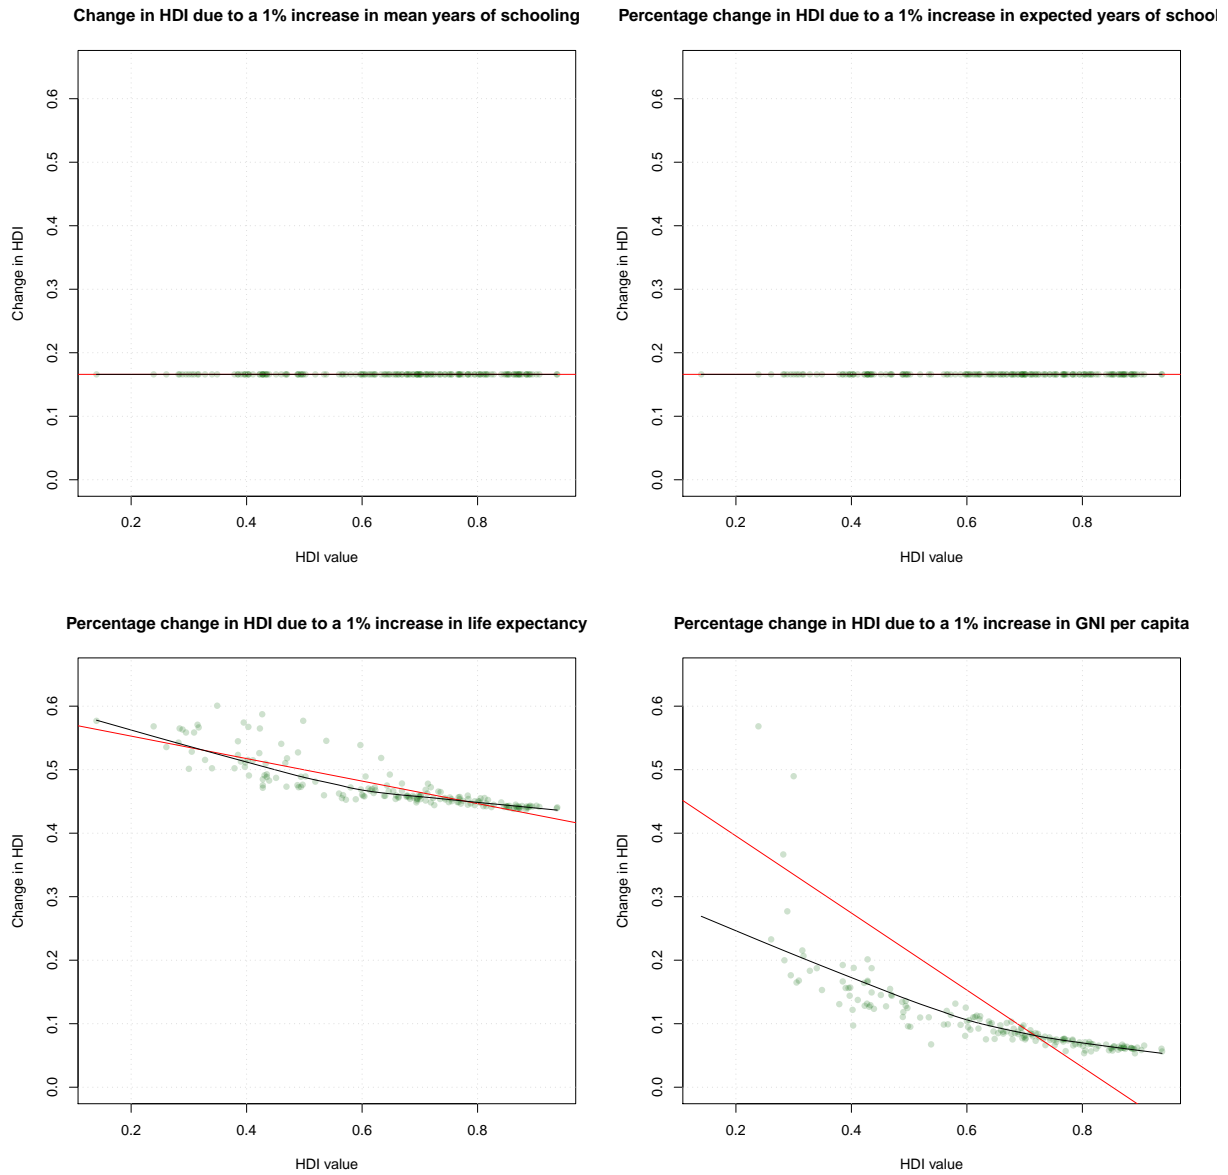 Change in HDI due to a 1% increase in mean years of schooling
Percentage change in HDI due to a 1% increase in expected years of school
0.6
0.5
0.4
0.3
0.2
0.1
0.0
Change in HDI
0.2 0.4 0.6 0.8
HDI value
0.6
0.5
0.4
0.3
0.2
0.1
0.0
Change in HDI
0.2 0.4 0.6 0.8
HDI value
Percentage change in HDI due to a 1% increase in life expectancy
Percentage change in HDI due to a 1% increase in GNI per capita
0.6
0.5
0.4
0.3
0.2
0.1
0.0
Change in HDI
0.2 0.4 0.6 0.8
HDI value
0.6
0.5
0.4
0.3
0.2
0.1
0.0
Change in HDI
0.2 0.4 0.6 0.8
HDI value